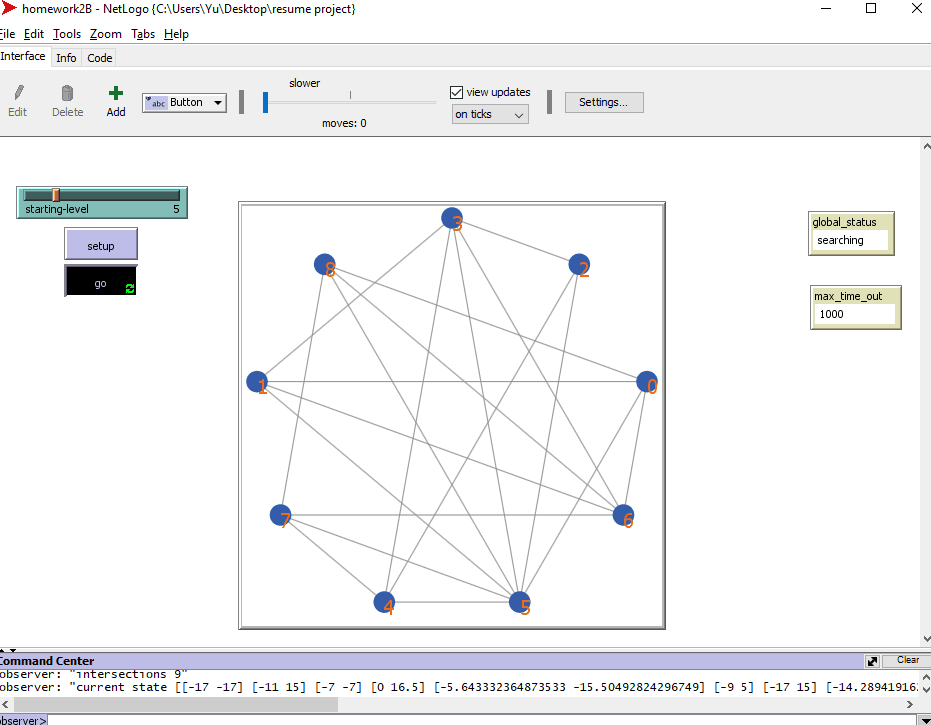 homework2B - NetLogo {C:\Users\Yu\Desktop\resume project}
File Edit Tools Zoom Tabs Help
Interface Info Code
Edit Delete Add abc Button
slower
moves: 0
view updates
on ticks
Settings...
starting-level 5
setup
go
global_status
searching
max_time_out
1000
3
8
2
1
0
7
6
4
5
Command Center
Clear
observer: "intersections 9"
observer: "current state [[-17 -17] [-11 15] [-7 -7] [0 16.5] [-5.643332364873533 -15.50492824296749] [-9 5] [-17 15] [-14.289419162
observer>